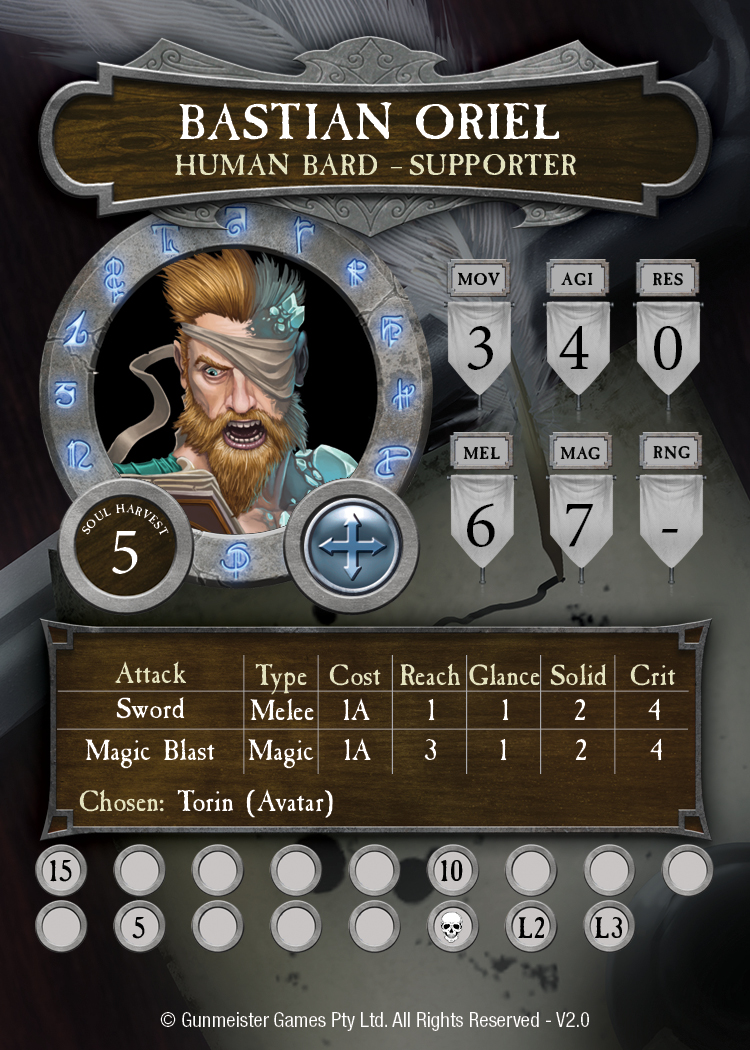 BASTIAN ORIEL
HUMAN BARD – SUPPORTER
MOV AGI RES
3 4 0
MEL MAG RNG
6 7 -
SOUL HARVEST
5
Attack Type Cost Reach Glance Solid Crit
Sword Melee 1A 1 1 2 4
Magic Blast Magic 1A 3 1 2 4
Chosen: Torin (Avatar)
15 10
5 L2 L3
© Gunmeister Games Pty Ltd. All Rights Reserved - V2.0